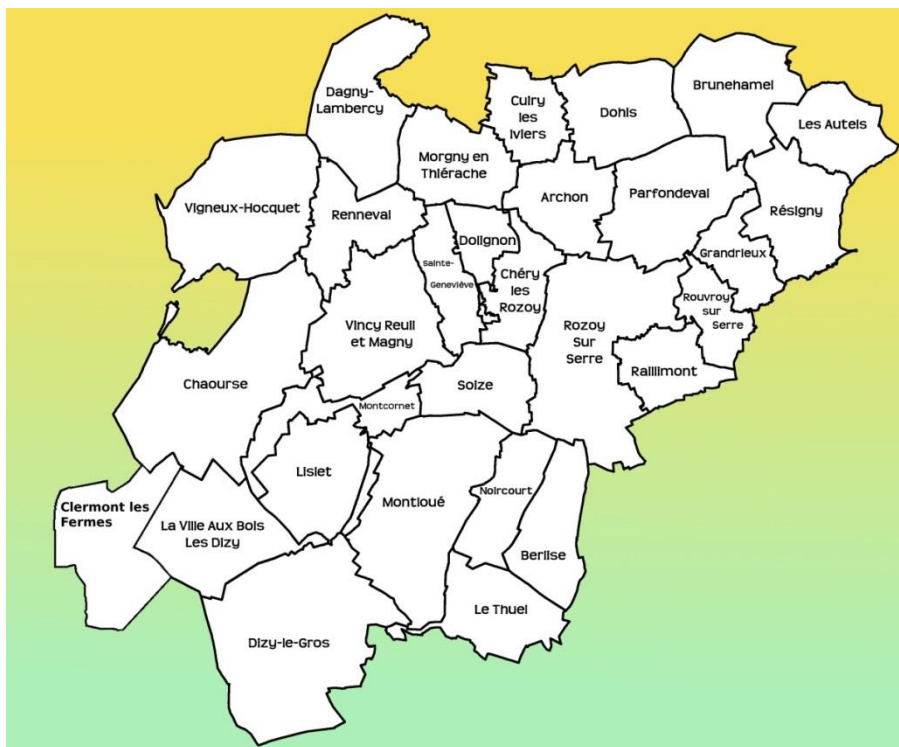 Dagny-
Lambercy
Cuiry
les
Iviers
Dohis
Brunehamel
Les Autels
Morgny en
Thiérache
Archon
Parfondeval
Résigny
Vigneux-Hocquet
Renneval
Dolignon
Sainte-
Geneviève
Chéry
les
Rozoy
Grandrieux
Rouvroy
sur
Serre
Vincy Reuil
et Magny
Rozoy
Sur
Serre
Raillimont
Chaourse
Soize
Montcornet
Lislet
Montloué
Noircourt
Clermont les
Fermes
La Ville Aux Bois
Les Dizy
Berlise
Le Thuel
Dizy-le-Gros